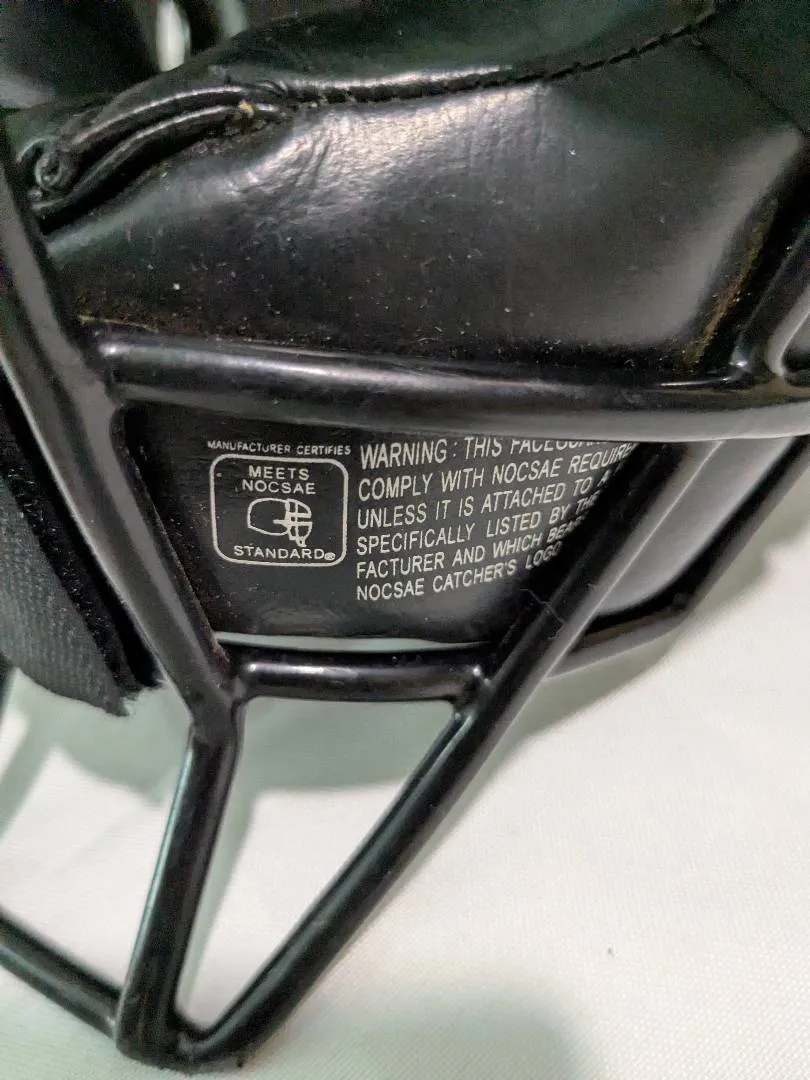 MANUFACTURER CERTIFIES
MEETS
NOCSAE
STANDARD®
WARNING : THIS
COMPLY WITH NOCSAE
UNLESS IT IS ATTACHED TO A
SPECIFICALLY LISTED BY THE
FACTURER AND WHICH
NOCSAE CATCHER'S LOGO